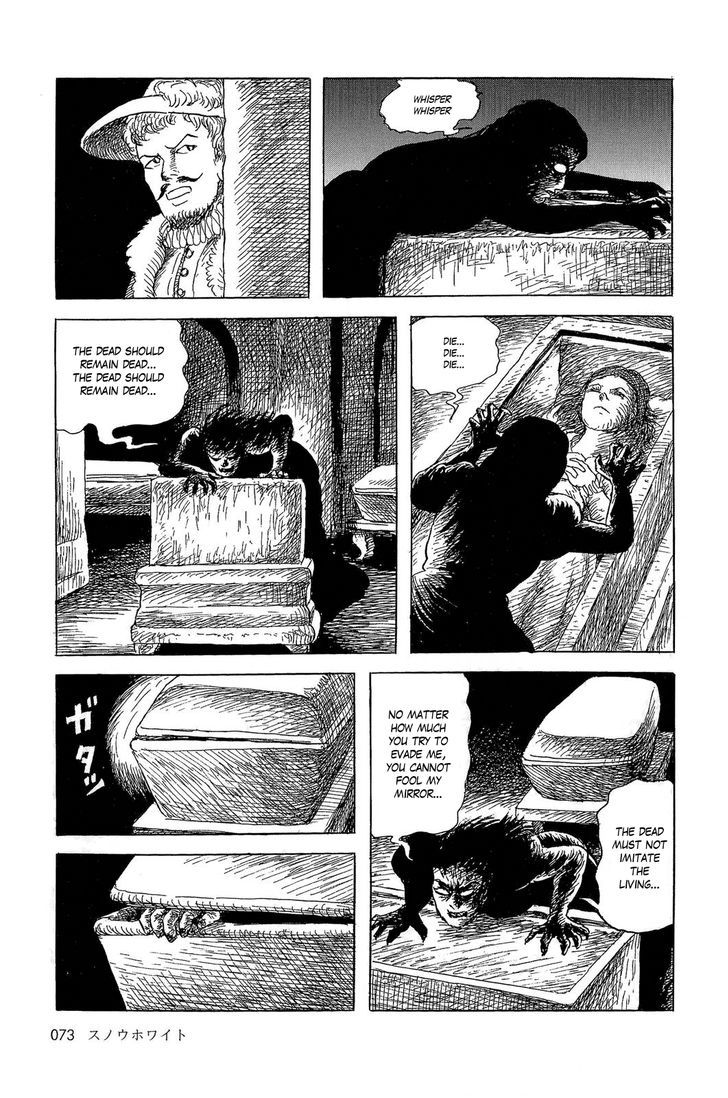 WHISPER
WHISPER
DIE...
DIE...
DIE...
THE DEAD SHOULD
REMAIN DEAD...
THE DEAD SHOULD
REMAIN DEAD...
THE DEAD
MUST NOT
IMITATE
THE
LIVING...
NO MATTER
HOW MUCH
YOU TRY TO
EVADE ME,
YOU CANNOT
FOOL MY
MIRROR...
ガタッ
073 スノウホワイト